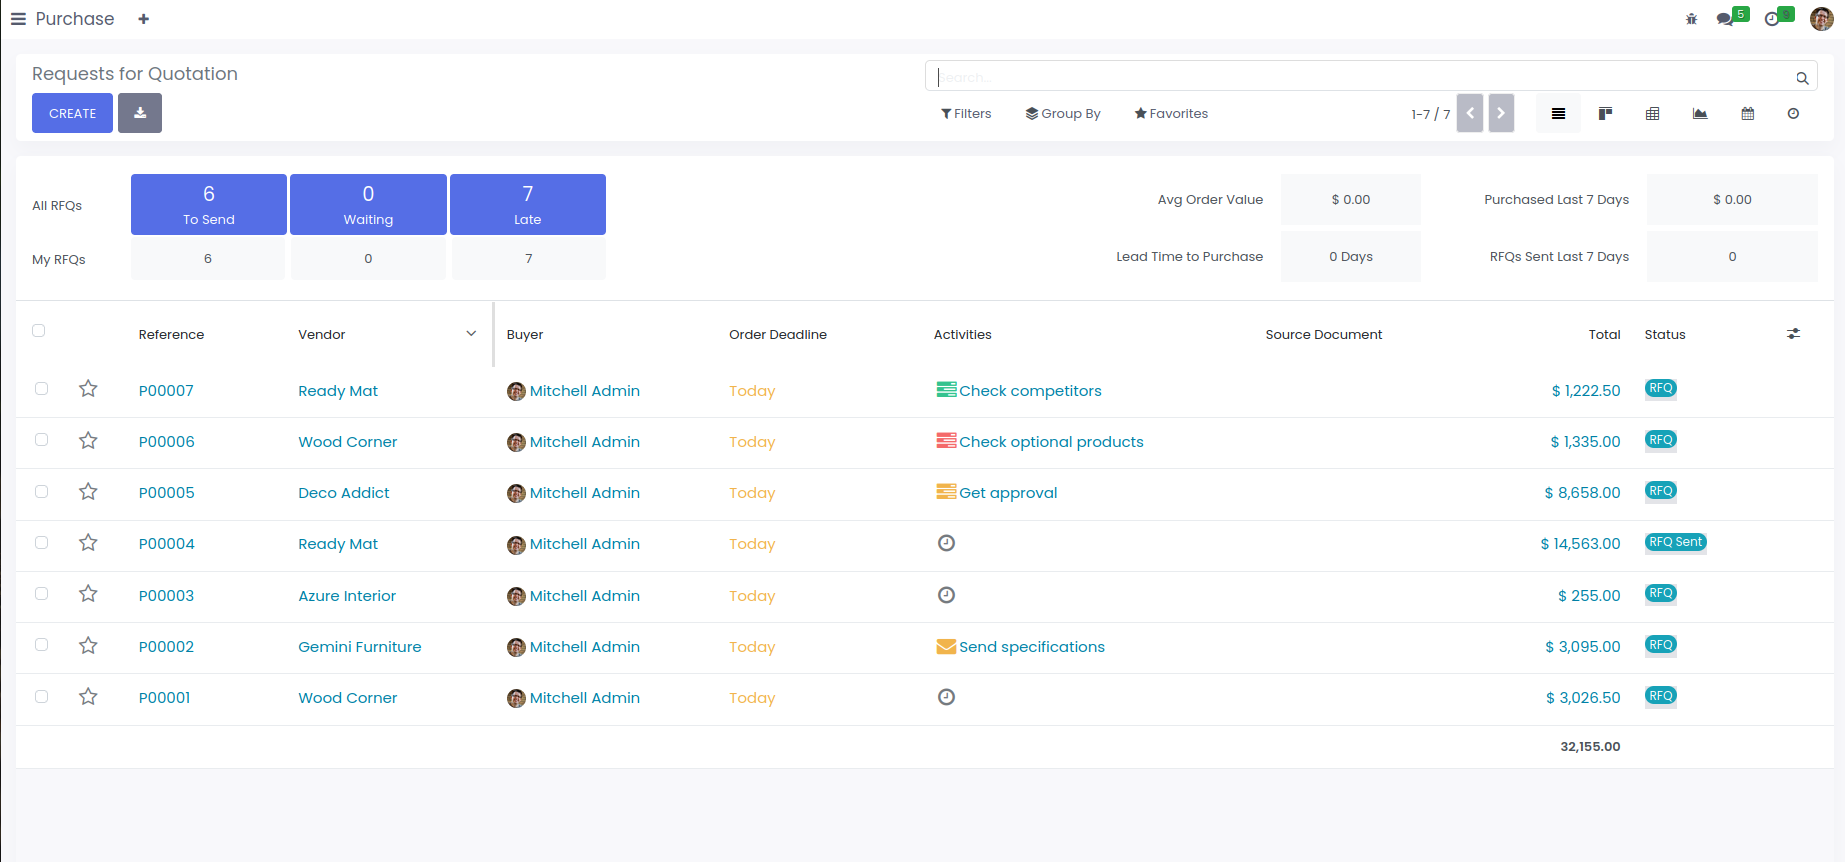 Purchase
5
9
Requests for Quotation
Search...
CREATE
Filters
Group By
Favorites
1-7 / 7
All RFQs
6
To Send
0
Waiting
7
Late
My RFQs
6
0
7
Avg Order Value
$ 0.00
Purchased Last 7 Days
$ 0.00
Lead Time to Purchase
0 Days
RFQs Sent Last 7 Days
0
Reference Vendor Buyer Order Deadline Activities Source Document Total Status
P00007 Ready Mat Mitchell Admin Today Check competitors $ 1,222.50 RFQ
P00006 Wood Corner Mitchell Admin Today Check optional products $ 1,335.00 RFQ
P00005 Deco Addict Mitchell Admin Today Get approval $ 8,658.00 RFQ
P00004 Ready Mat Mitchell Admin Today $ 14,563.00 RFQ Sent
P00003 Azure Interior Mitchell Admin Today $ 255.00 RFQ
P00002 Gemini Furniture Mitchell Admin Today Send specifications $ 3,095.00 RFQ
P00001 Wood Corner Mitchell Admin Today $ 3,026.50 RFQ
32,155.00